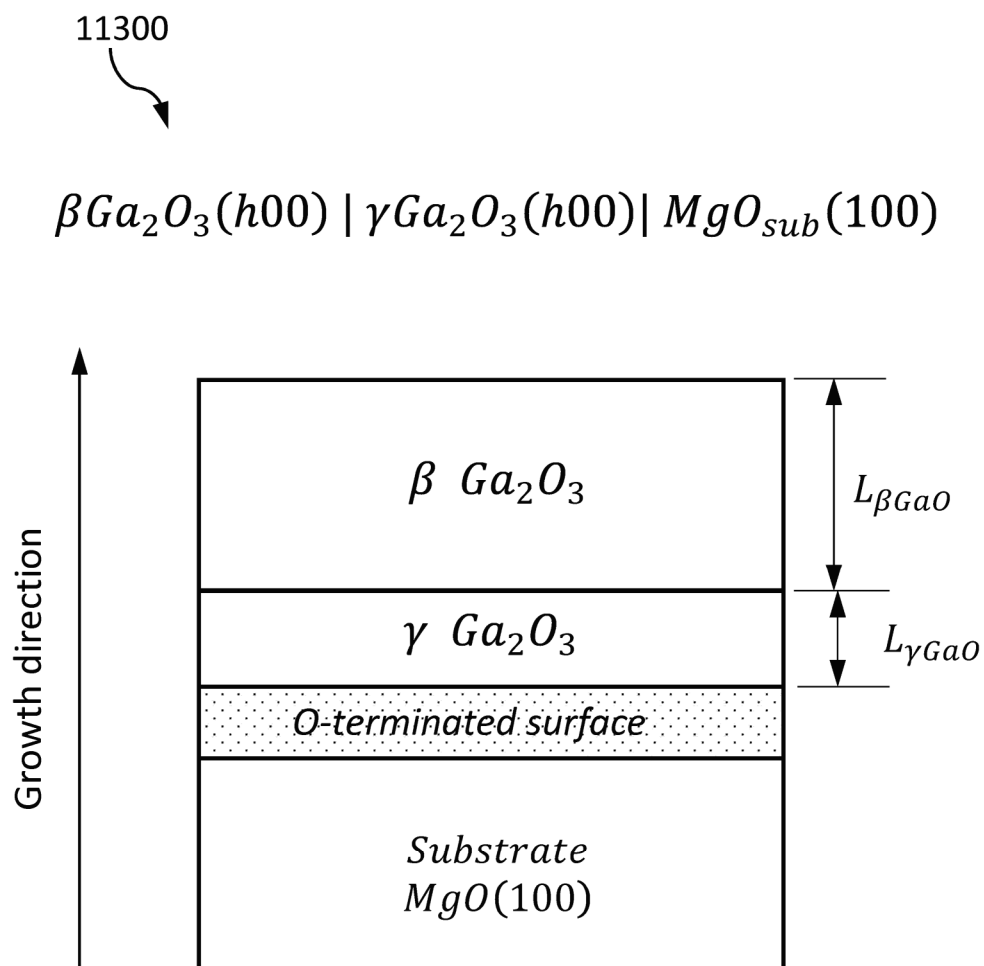 11300
βGa₂O₃(h00) | γGa₂O₃(h00)| MgO_sub(100)
β Ga₂O₃
L_βGaO
γ Ga₂O₃
L_γGaO
O-terminated surface
Substrate
MgO(100)
Growth direction